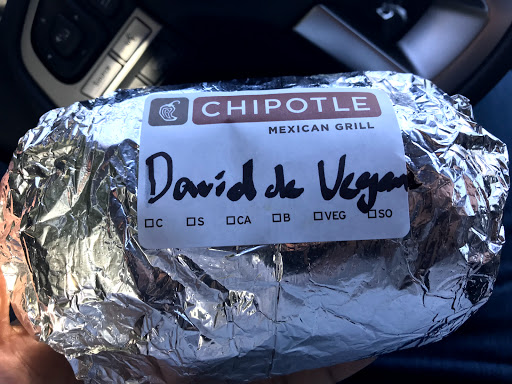 CHIPOTLE
MEXICAN GRILL
David de Vegan
□C □S □CA □B □VEG □SO